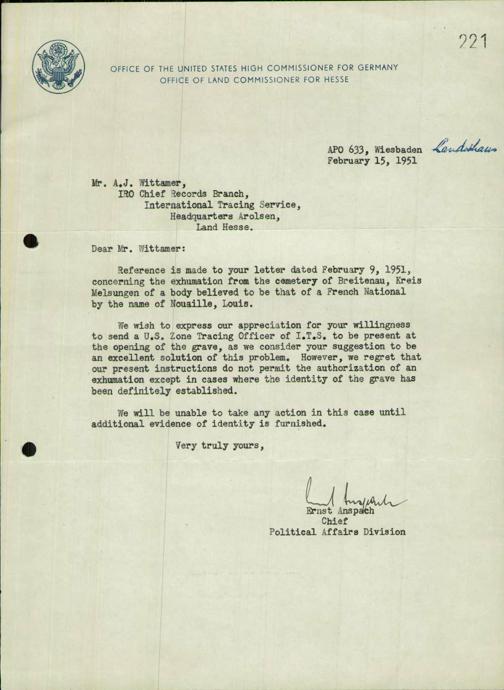 221
OFFICE OF THE UNITED STATES HIGH COMMISSIONER FOR GERMANY
OFFICE OF LAND COMMISSIONER FOR HESSE
APO 633, Wiesbaden Landeshaus
February 15, 1951
Mr. A.J. Wittamer,
IRO Chief Records Branch,
International Tracing Service,
Headquarters Arolsen,
Land Hesse.
Dear Mr. Wittamer:
Reference is made to your letter dated February 9, 1951,
concerning the exhumation from the cemetery of Breitenau, Kreis
Melsungen of a body believed to be that of a French National
by the name of Nouaille, Louis.
We wish to express our appreciation for your willingness
to send a U.S. Zone Tracing Officer of I.T.S. to be present at
the opening of the grave, as we consider your suggestion to be
an excellent solution of this problem. However, we regret that
our present instructions do not permit the authorization of an
exhumation except in cases where the identity of the grave has
been definitely established.
We will be unable to take any action in this case until
additional evidence of identity is furnished.
Very truly yours,
Ernst Anspach
Chief
Political Affairs Division